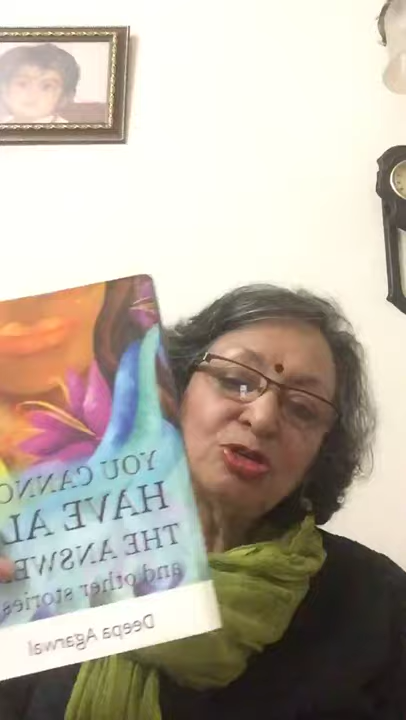 YOU CANNO
HAVE AL
THE ANSWE
and other stories
Deepa Agarwal